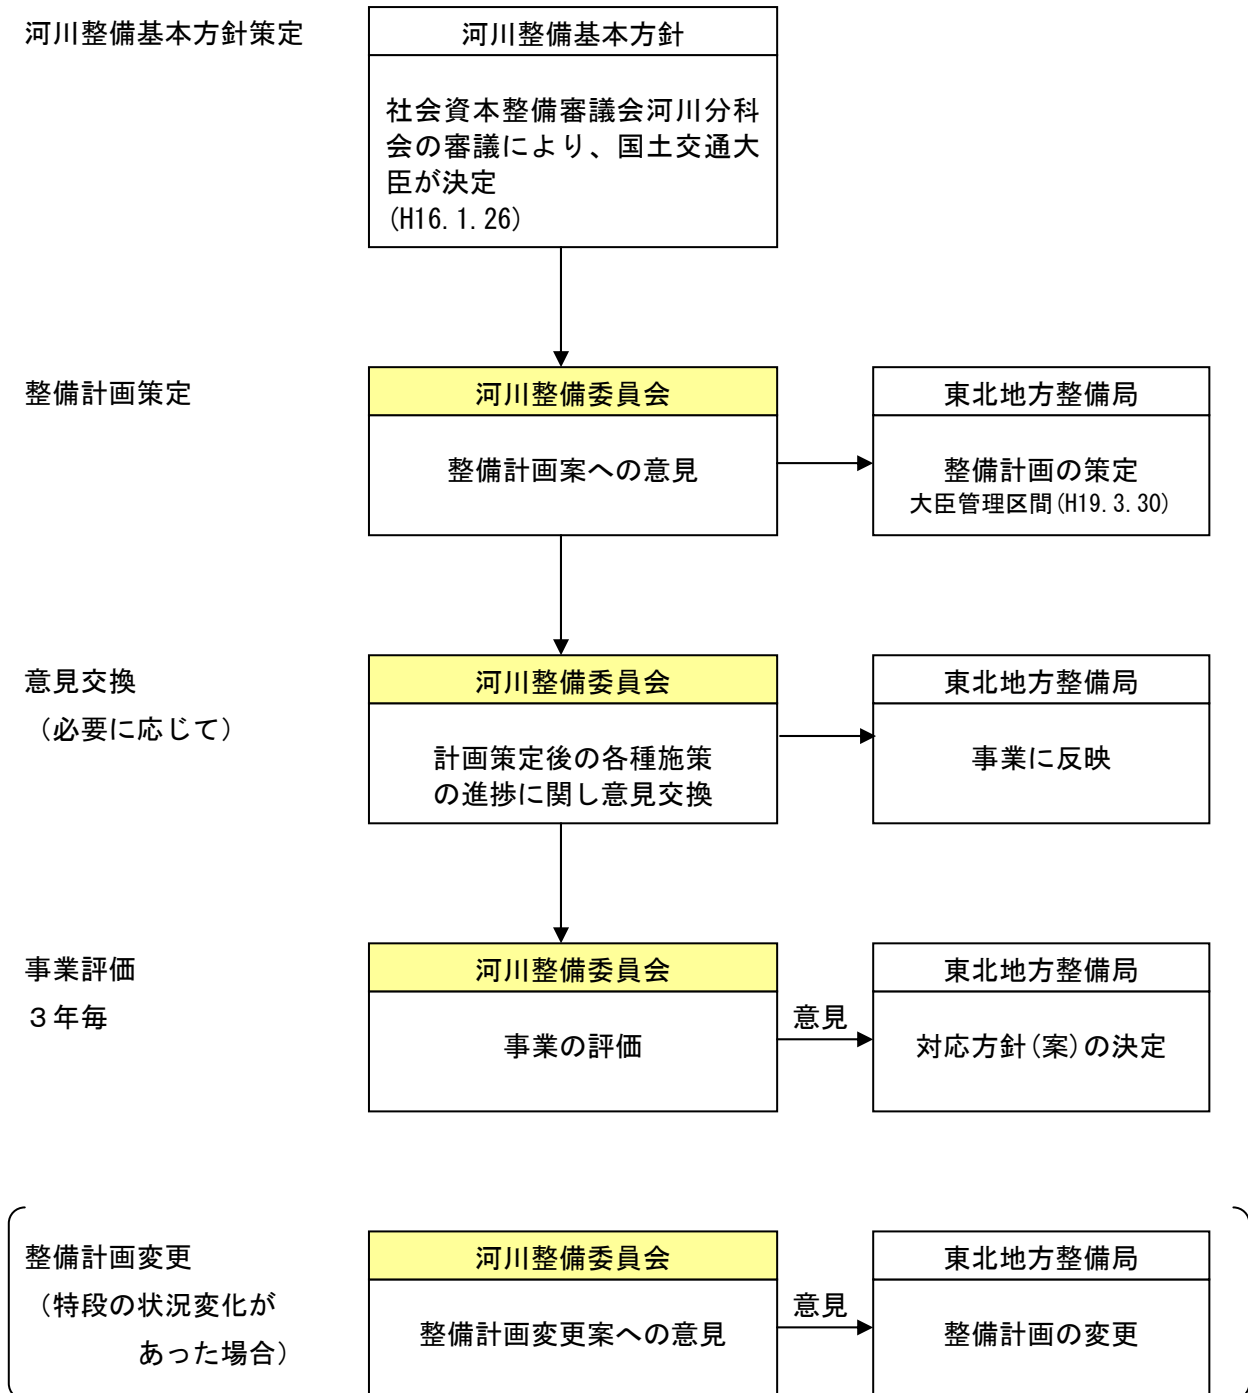 河川整備基本方針策定
河川整備基本方針
社会資本整備審議会河川分科
会の審議により、国土交通大
臣が決定
(H16.1.26)
整備計画策定
河川整備委員会
整備計画案への意見
東北地方整備局
整備計画の策定
大臣管理区間(H19.3.30)
意見交換
（必要に応じて）
河川整備委員会
計画策定後の各種施策
の進捗に関し意見交換
東北地方整備局
事業に反映
事業評価
３年毎
河川整備委員会
事業の評価
意見
東北地方整備局
対応方針(案)の決定
整備計画変更
（特段の状況変化が
あった場合）
河川整備委員会
整備計画変更案への意見
意見
東北地方整備局
整備計画の変更